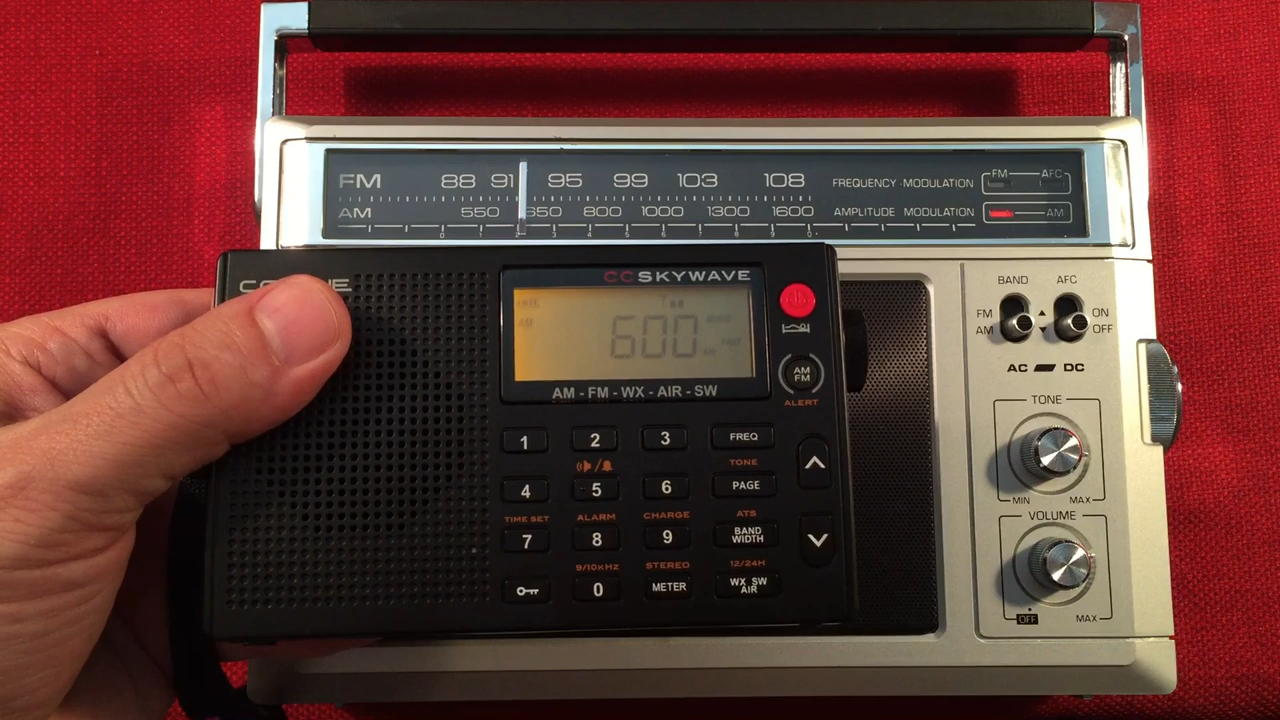 FM 88 91 95 99 103 108 FREQUENCY · MODULATION FM AFC
AM 550 650 800 1000 1300 1600 AMPLITUDE MODULATION AM
CCSKYWAVE
AM
600
AM - FM - WX - AIR - SW
AM
FM
ALERT
1 2 3 FREQ
TONE
4 5 6 PAGE
TIME SET ALARM CHARGE ATS
7 8 9 BAND WIDTH
9/10kHz STEREO 12/24H
0 METER WX SW AIR
BAND AFC
FM ON
AM OFF
AC DC
TONE
MIN MAX
VOLUME
OFF MAX